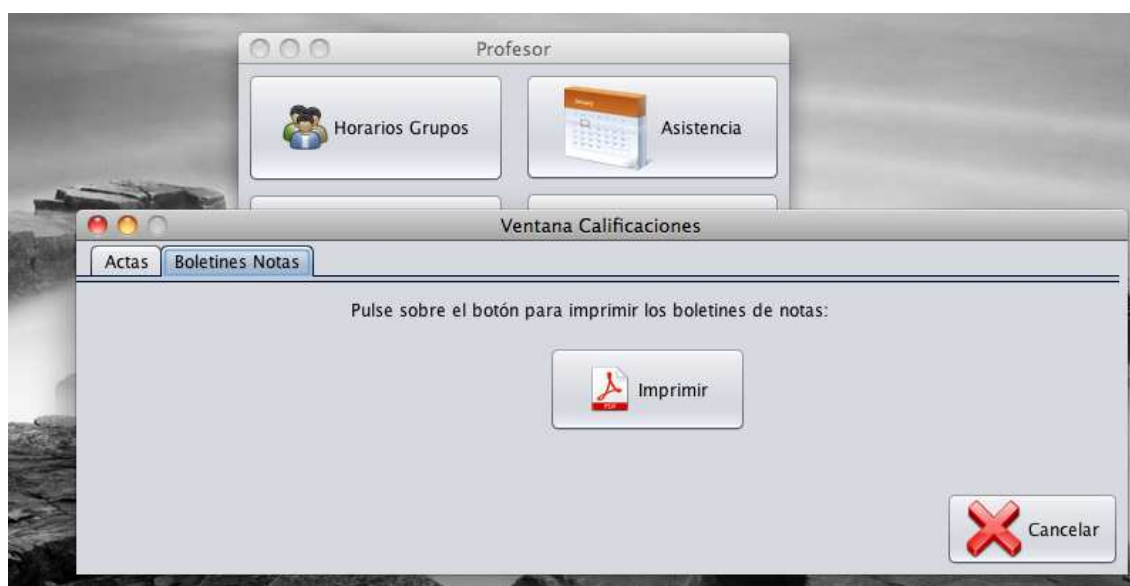 Profesor
Horarios Grupos
Asistencia
Ventana Calificaciones
Actas
Boletines Notas
Pulse sobre el botón para imprimir los boletines de notas:
PDF
Imprimir
Cancelar